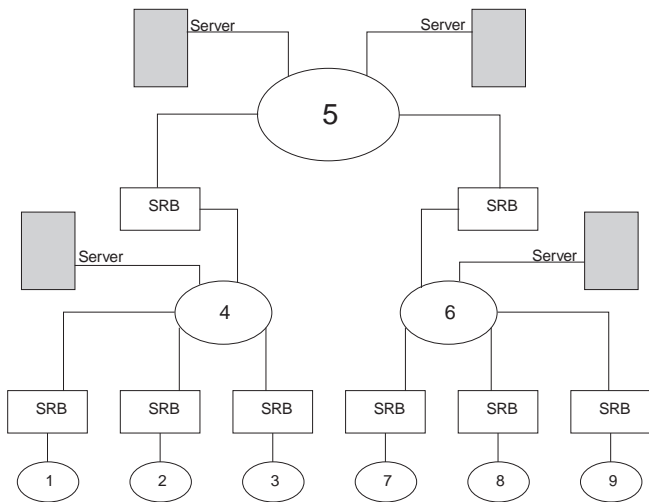 Server Server
5
SRB SRB
Server Server
4 6
SRB SRB SRB SRB SRB SRB
1 2 3 7 8 9